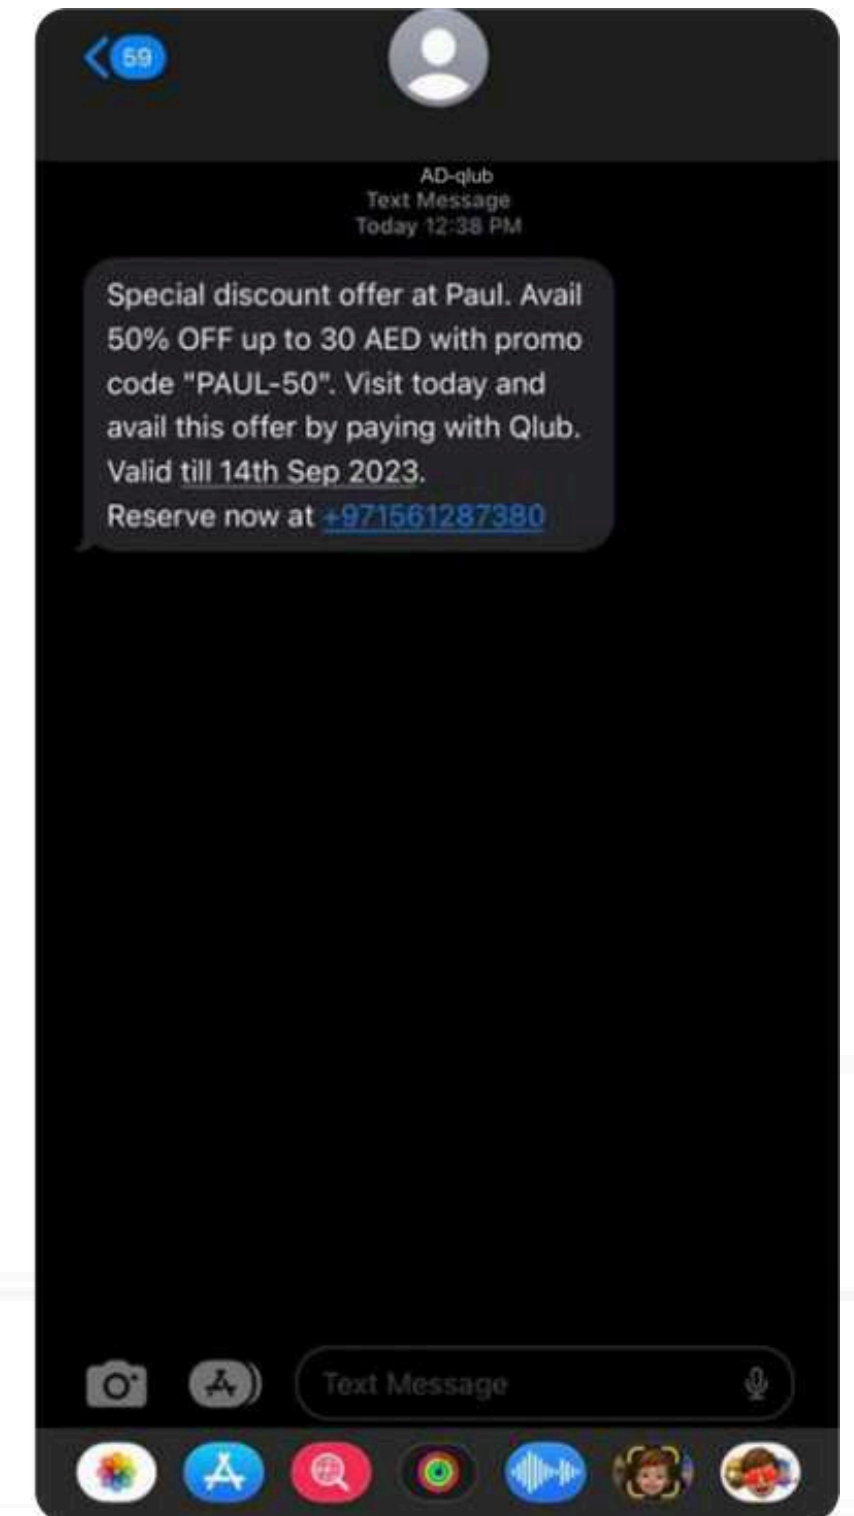 59
AD-qlub
Text Message
Today 12:38 PM
Special discount offer at Paul. Avail
50% OFF up to 30 AED with promo
code "PAUL-50". Visit today and
avail this offer by paying with Qlub.
Valid till 14th Sep 2023.
Reserve now at +971561287380
Text Message